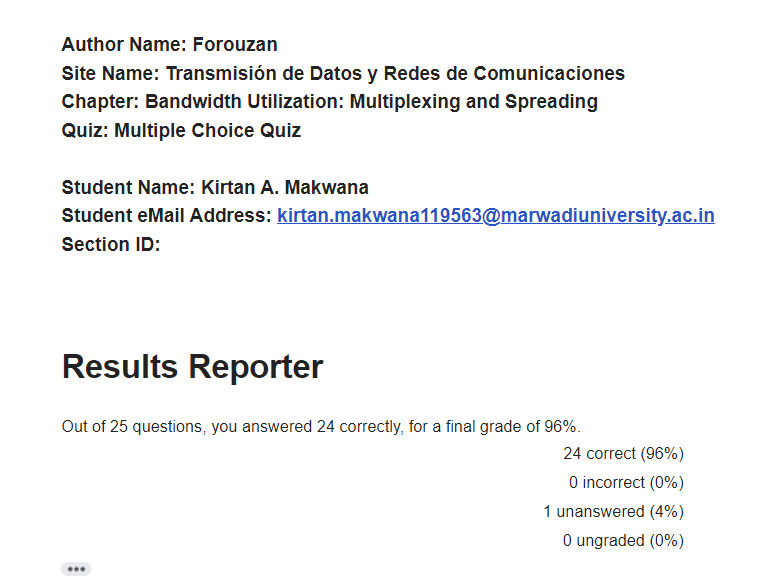 Author Name: Forouzan
Site Name: Transmisión de Datos y Redes de Comunicaciones
Chapter: Bandwidth Utilization: Multiplexing and Spreading
Quiz: Multiple Choice Quiz
Student Name: Kirtan A. Makwana
Student eMail Address: kirtan.makwana119563@marwadiuniversity.ac.in
Section ID:
Results Reporter
Out of 25 questions, you answered 24 correctly, for a final grade of 96%.
24 correct (96%)
0 incorrect (0%)
1 unanswered (4%)
0 ungraded (0%)